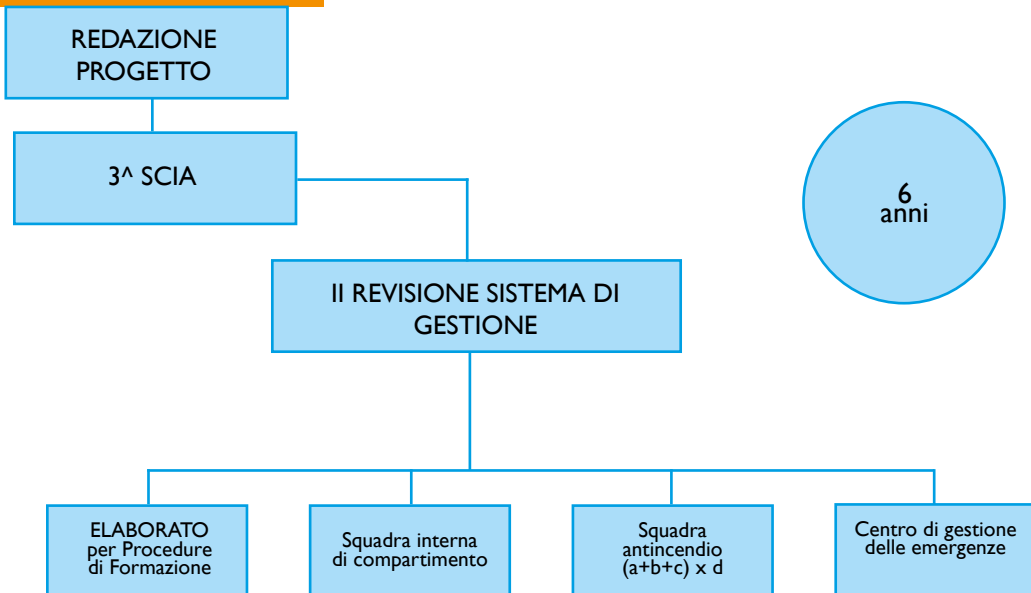 REDAZIONE
PROGETTO
3^ SCIA
6
anni
II REVISIONE SISTEMA DI
GESTIONE
ELABORATO
per Procedure
di Formazione
Squadra interna
di compartimento
Squadra
antincendio
(a+b+c) x d
Centro di gestione
delle emergenze